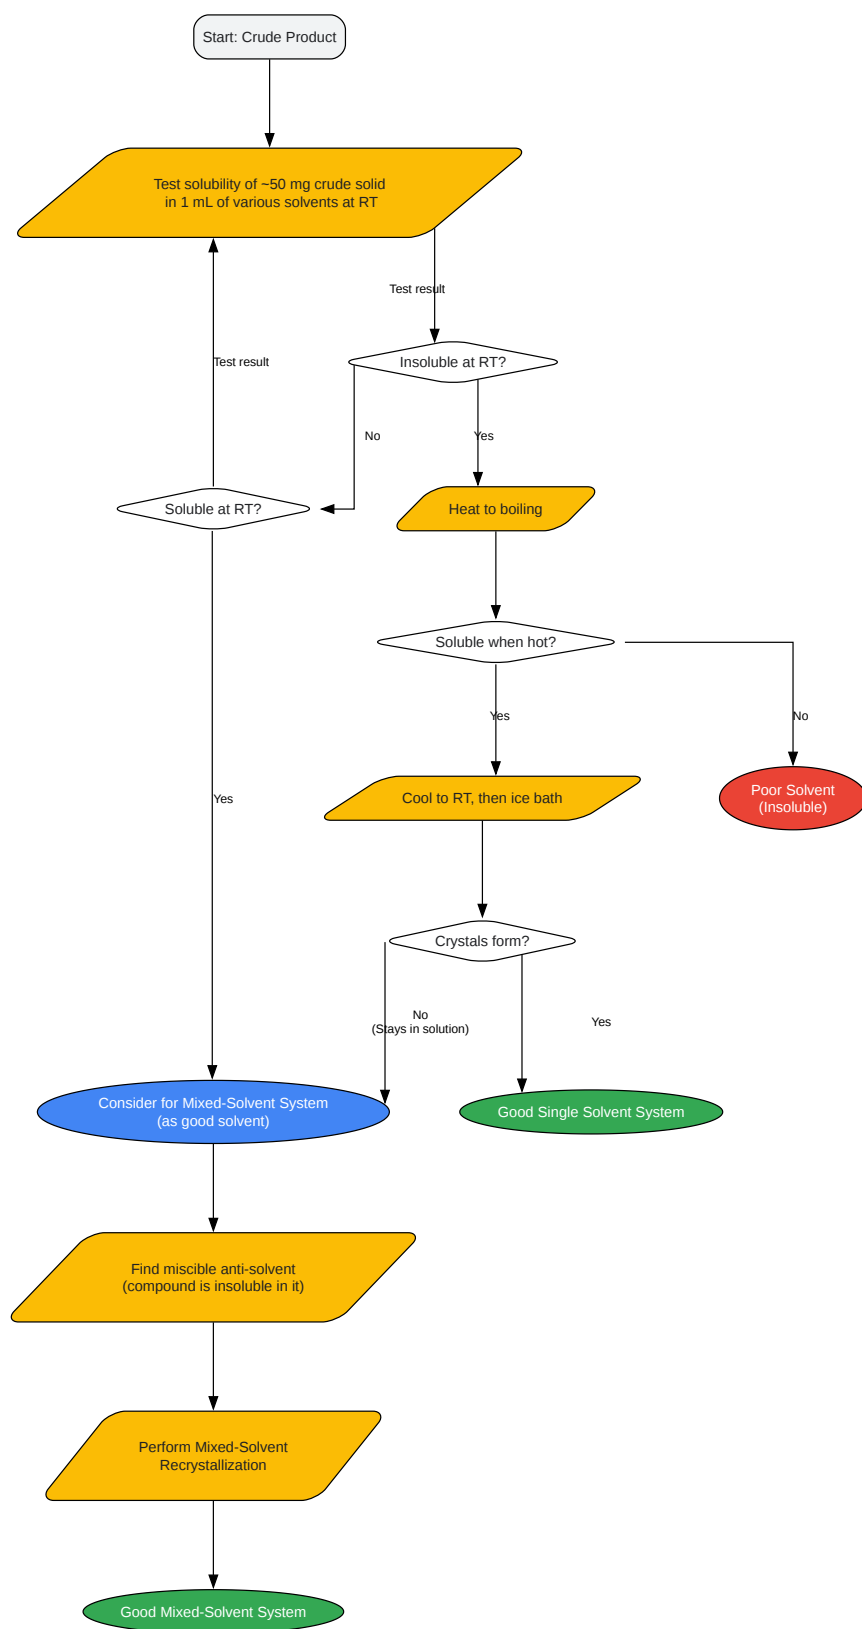 Start: Crude Product
Test solubility of ~50 mg crude solid
in 1 mL of various solvents at RT
Test result
Insoluble at RT?
Test result
No
Yes
Soluble at RT?
Heat to boiling
Soluble when hot?
Yes
No
Poor Solvent
(Insoluble)
Yes
Cool to RT, then ice bath
Crystals form?
No
(Stays in solution)
Yes
Consider for Mixed-Solvent System
(as good solvent)
Good Single Solvent System
Find miscible anti-solvent
(compound is insoluble in it)
Perform Mixed-Solvent
Recrystallization
Good Mixed-Solvent System